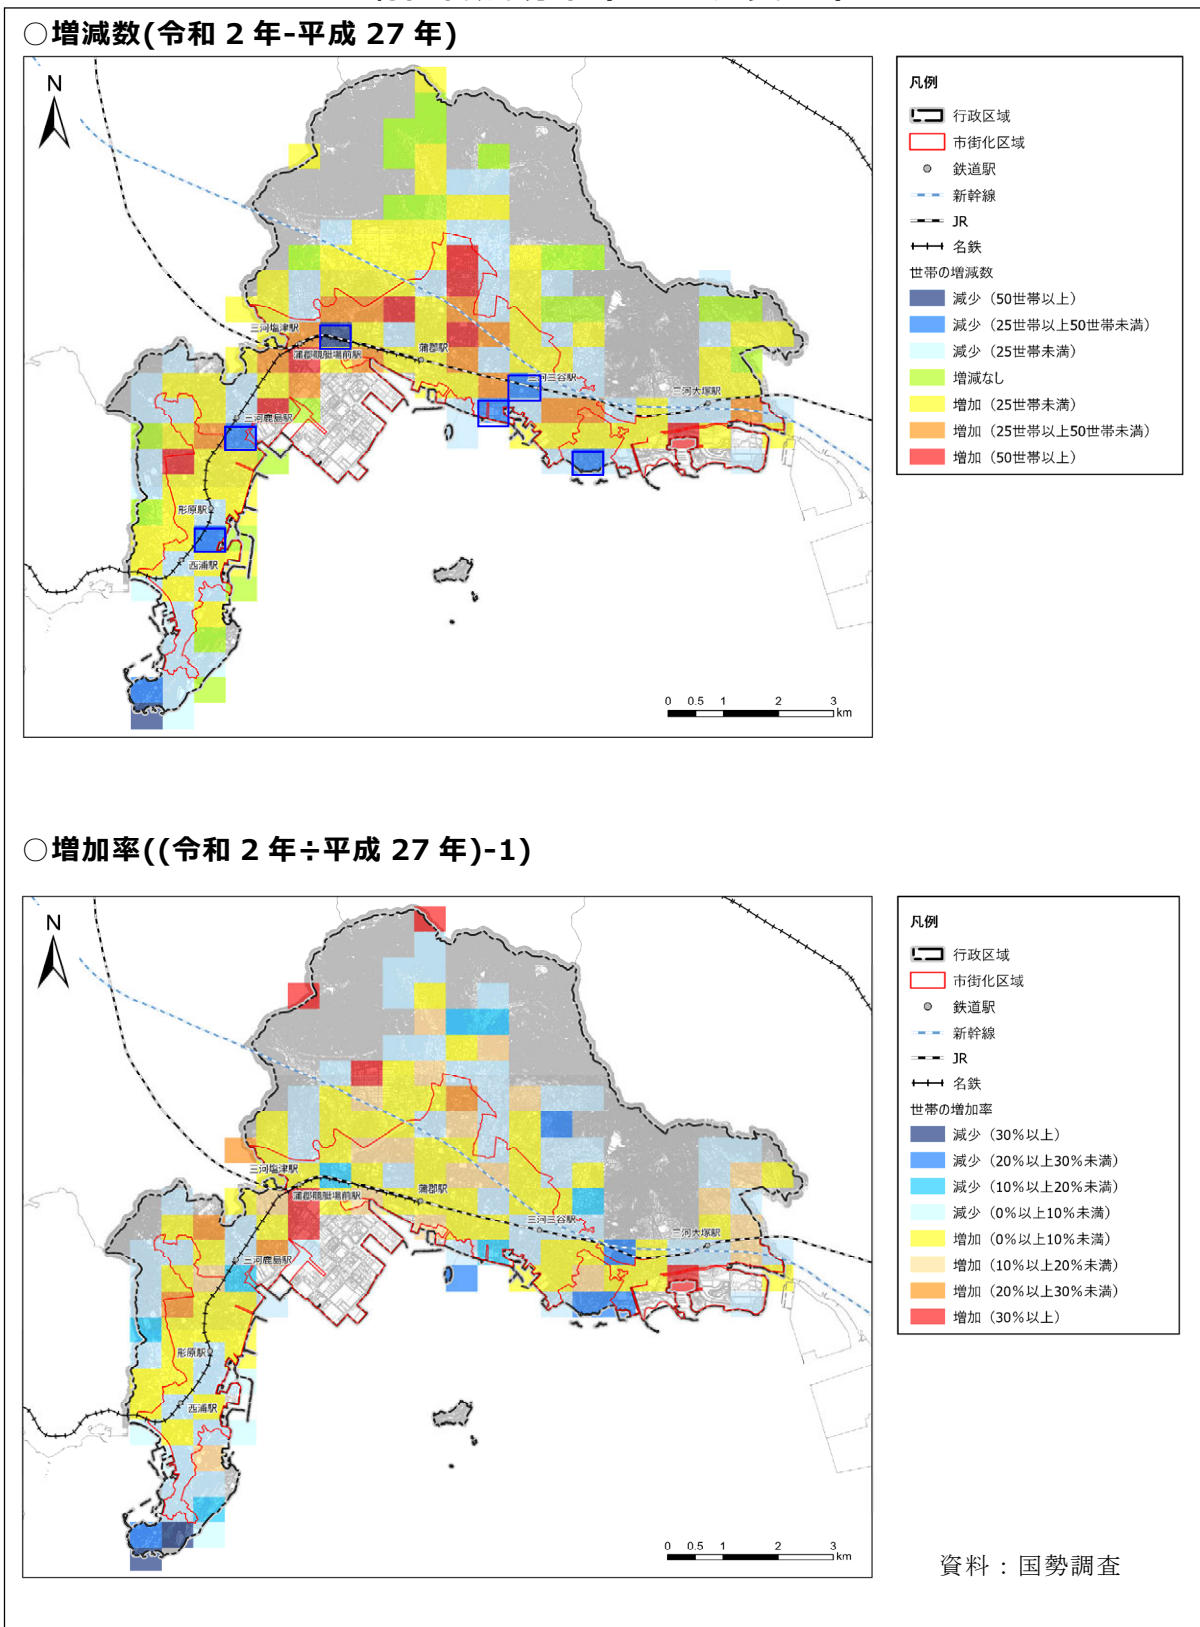 ○増減数(令和 2 年-平成 27 年)
N
三河塩津駅
蒲郡競艇場前駅
蒲郡駅
三河三谷駅
三河大塚駅
三河鹿島駅
形原駅
西浦駅
0 0.5 1 2 3
km
凡例
行政区域
市街化区域
鉄道駅
新幹線
JR
名鉄
世帯の増減数
減少（50世帯以上）
減少（25世帯以上50世帯未満）
減少（25世帯未満）
増減なし
増加（25世帯未満）
増加（25世帯以上50世帯未満）
増加（50世帯以上）
○増加率((令和 2 年÷平成 27 年)-1)
N
三河塩津駅
蒲郡競艇場前駅
蒲郡駅
三河三谷駅
三河大塚駅
三河鹿島駅
形原駅
西浦駅
0 0.5 1 2 3
km
凡例
行政区域
市街化区域
鉄道駅
新幹線
JR
名鉄
世帯の増加率
減少（30%以上）
減少（20%以上30%未満）
減少（10%以上20%未満）
減少（0%以上10%未満）
増加（0%以上10%未満）
増加（10%以上20%未満）
増加（20%以上30%未満）
増加（30%以上）
資料：国勢調査